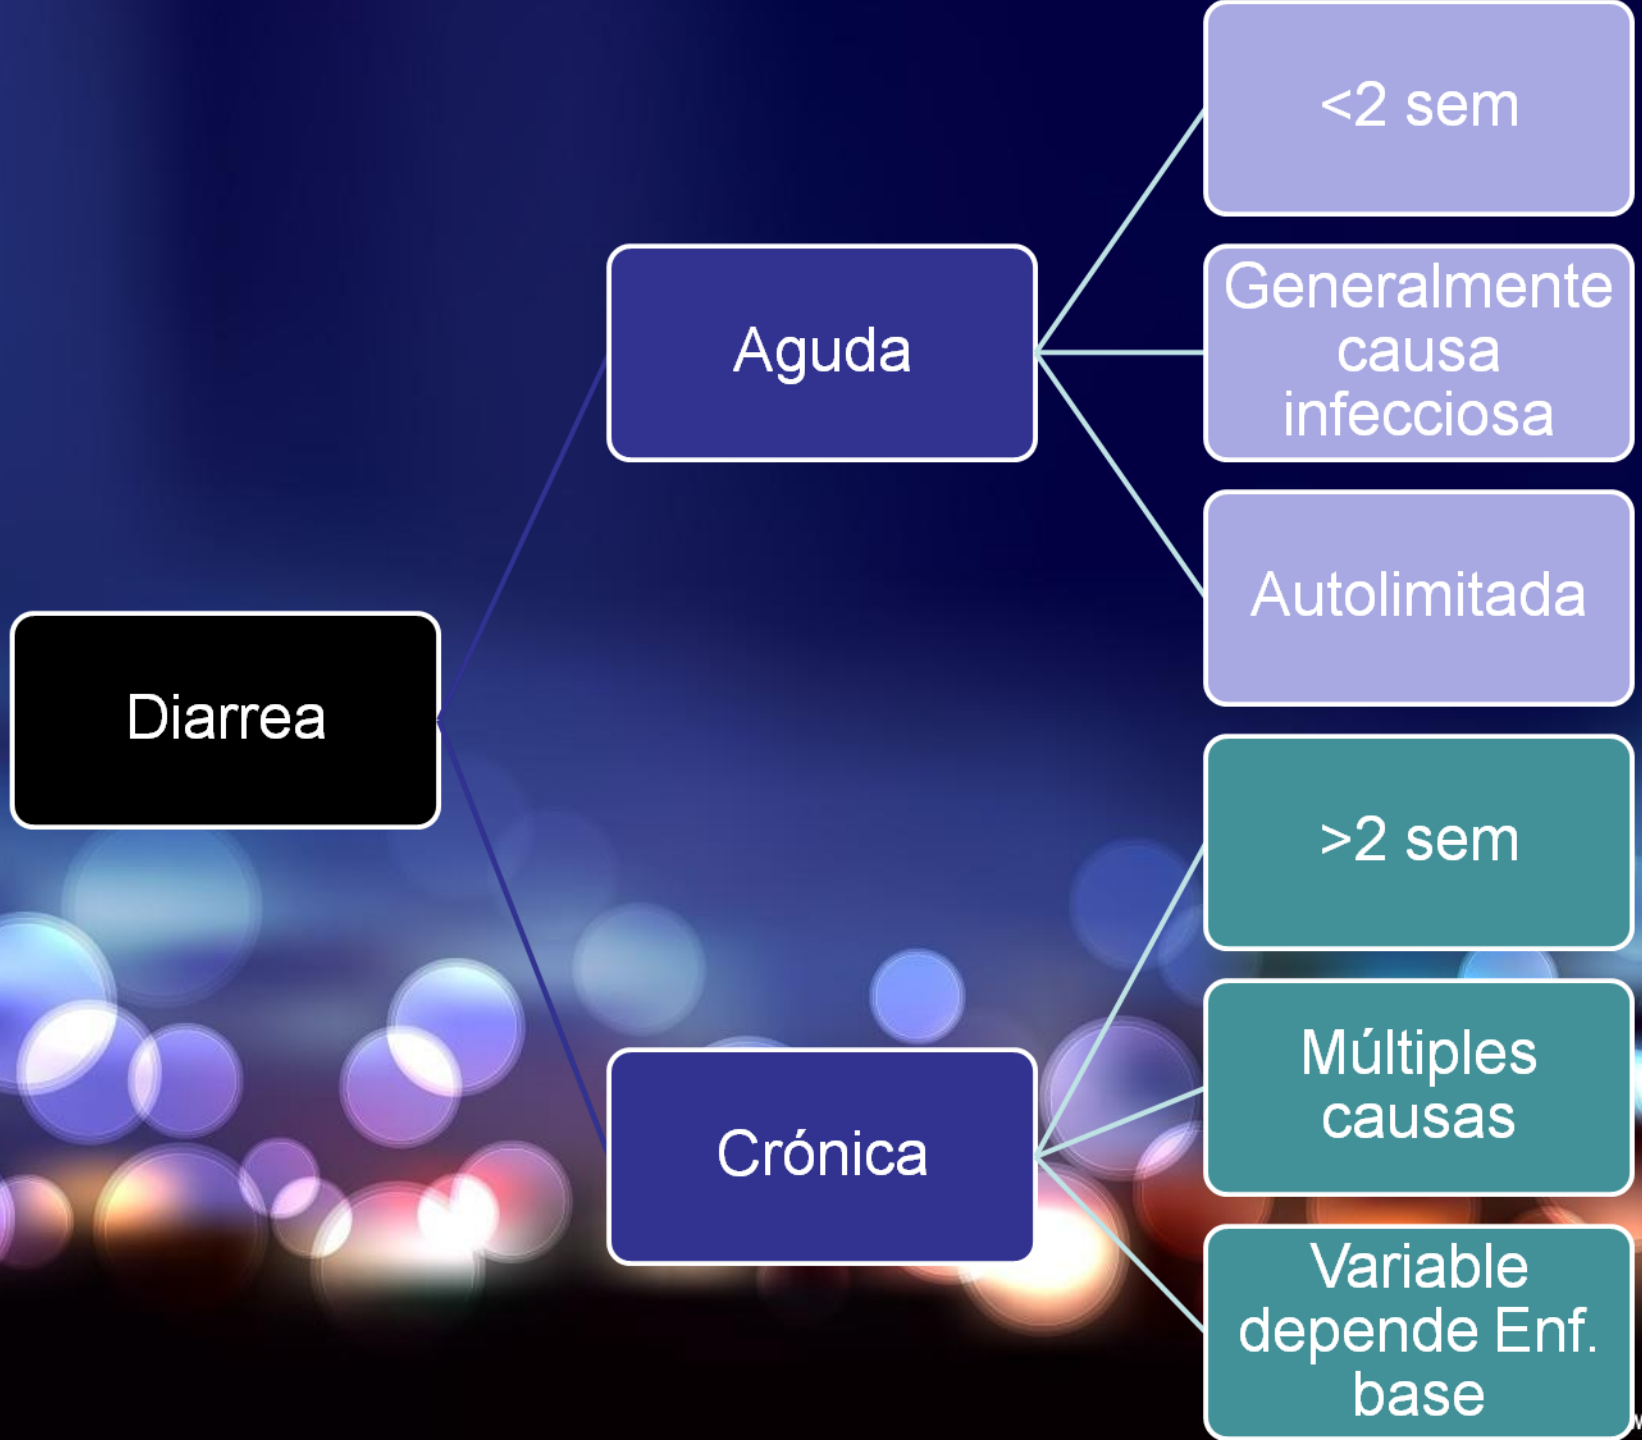 Diarrea
Aguda
<2 sem
Generalmente
causa
infecciosa
Autolimitada
Crónica
>2 sem
Múltiples
causas
Variable
depende Enf.
base